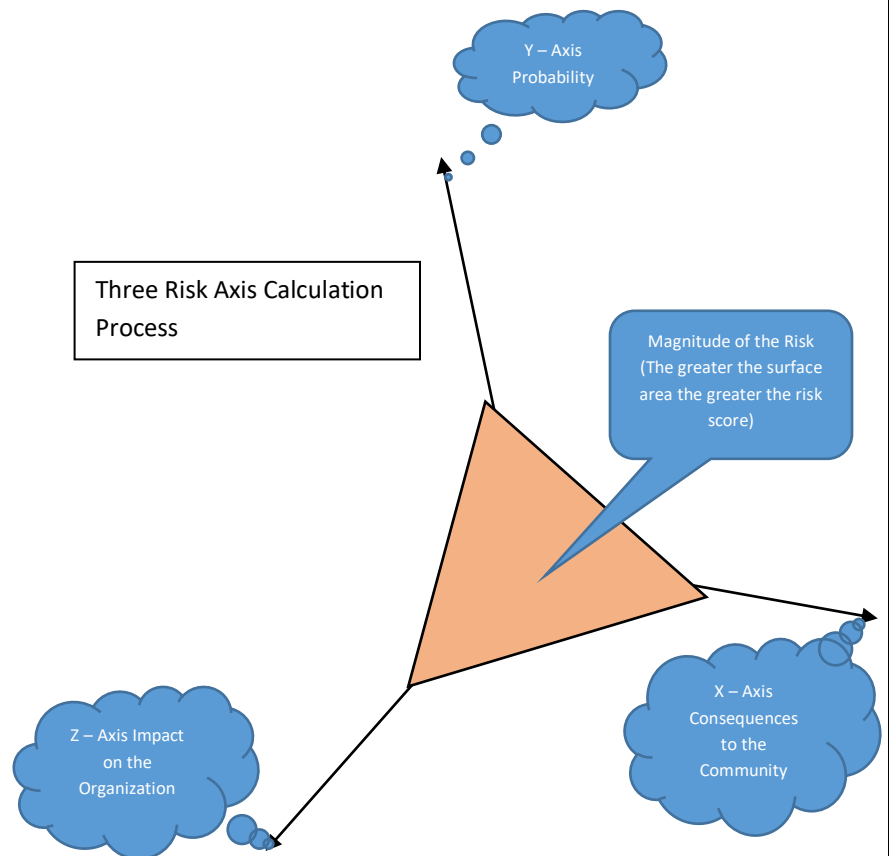 Y – Axis
Probability
Three Risk Axis Calculation
Process
Magnitude of the Risk
(The greater the surface
area the greater the risk
score)
X – Axis
Consequences
to the
Community
Z – Axis Impact
on the
Organization